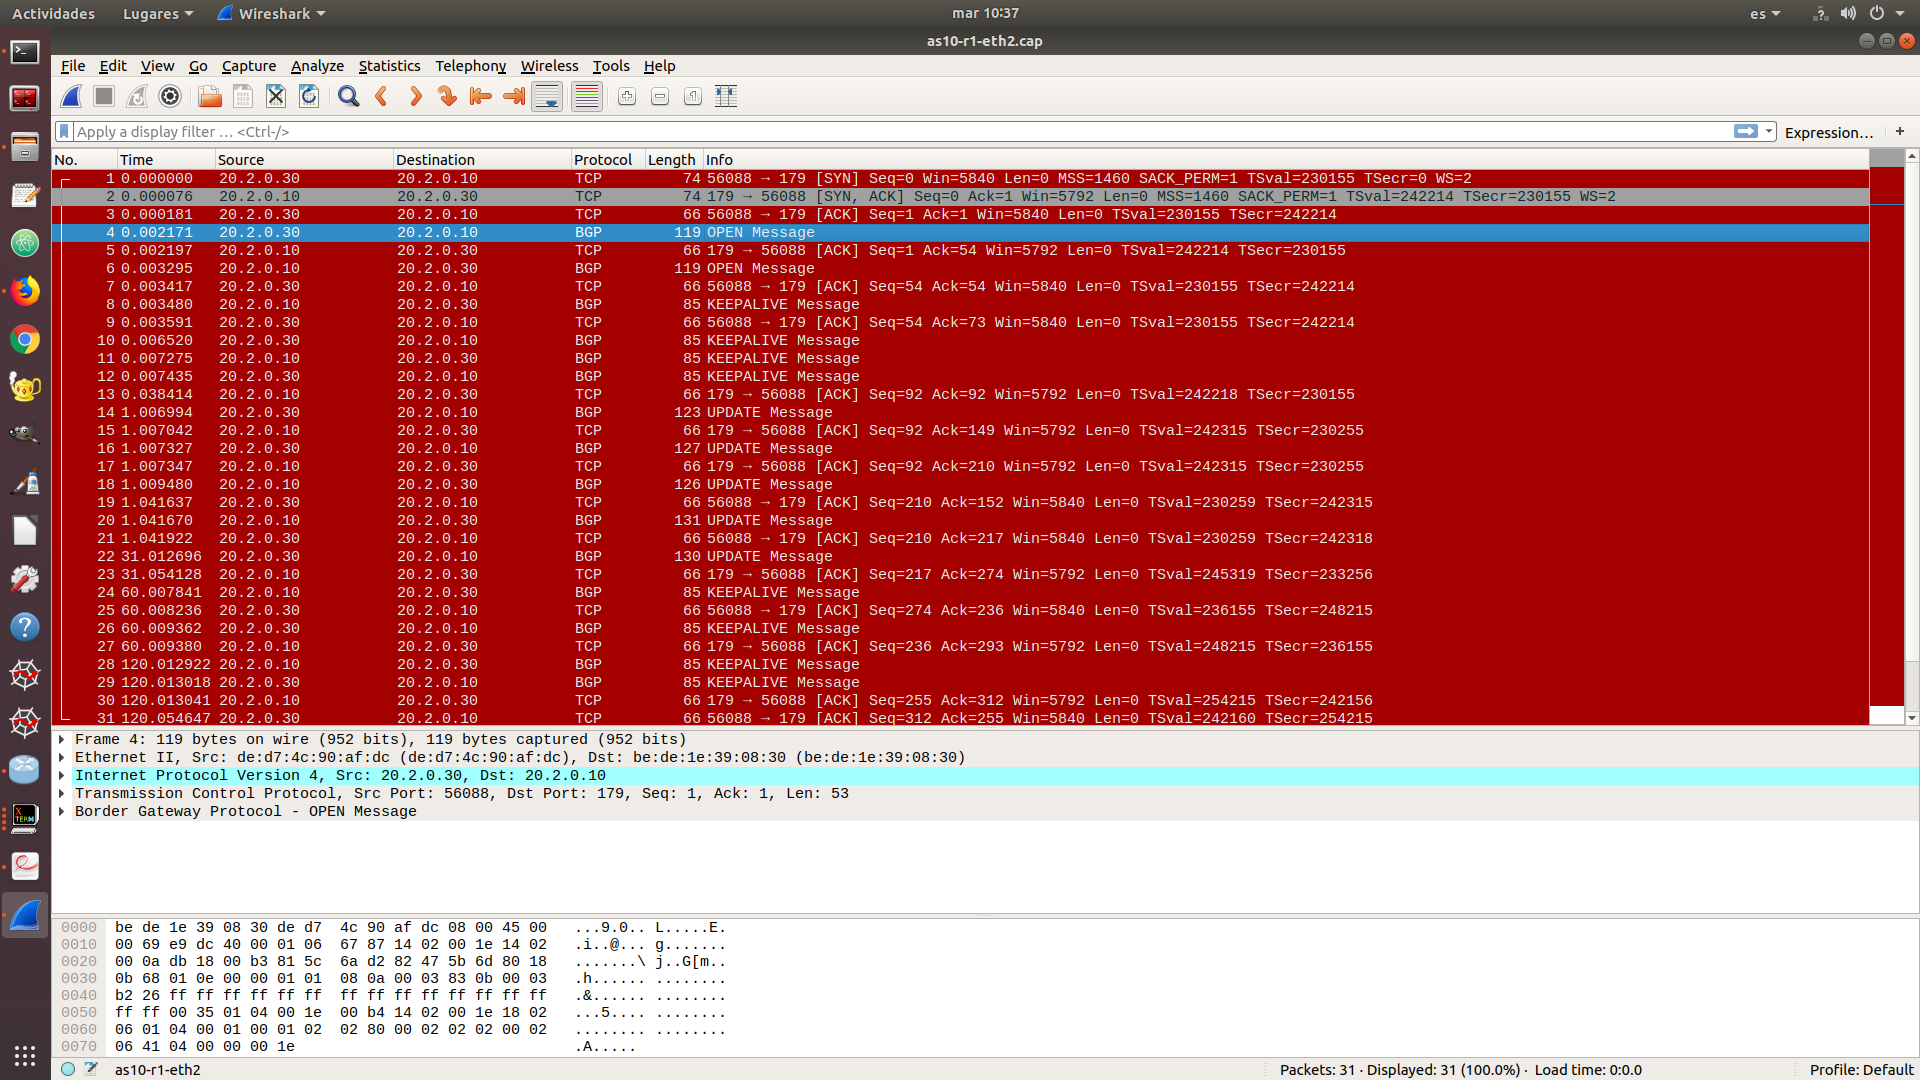 Actividades Lugares Wireshark mar 10:37 es
as10-r1-eth2.cap
File Edit View Go Capture Analyze Statistics Telephony Wireless Tools Help
Apply a display filter … <Ctrl-/> Expression… +
No. Time Source Destination Protocol Length Info
1 0.000000 20.2.0.30 20.2.0.10 TCP 74 56088 → 179 [SYN] Seq=0 Win=5840 Len=0 MSS=1460 SACK_PERM=1 TSval=230155 TSecr=0 WS=2
2 0.000076 20.2.0.10 20.2.0.30 TCP 74 179 → 56088 [SYN, ACK] Seq=0 Ack=1 Win=5792 Len=0 MSS=1460 SACK_PERM=1 TSval=242214 TSecr=230155 WS=2
3 0.000181 20.2.0.30 20.2.0.10 TCP 66 56088 → 179 [ACK] Seq=1 Ack=1 Win=5840 Len=0 TSval=230155 TSecr=242214
4 0.002171 20.2.0.30 20.2.0.10 BGP 119 OPEN Message
5 0.002197 20.2.0.10 20.2.0.30 TCP 66 179 → 56088 [ACK] Seq=1 Ack=54 Win=5792 Len=0 TSval=242214 TSecr=230155
6 0.003295 20.2.0.10 20.2.0.30 BGP 119 OPEN Message
7 0.003417 20.2.0.30 20.2.0.10 TCP 66 56088 → 179 [ACK] Seq=54 Ack=54 Win=5840 Len=0 TSval=230155 TSecr=242214
8 0.003480 20.2.0.10 20.2.0.30 BGP 85 KEEPALIVE Message
9 0.003591 20.2.0.30 20.2.0.10 TCP 66 56088 → 179 [ACK] Seq=54 Ack=73 Win=5840 Len=0 TSval=230155 TSecr=242214
10 0.006520 20.2.0.30 20.2.0.10 BGP 85 KEEPALIVE Message
11 0.007275 20.2.0.10 20.2.0.30 BGP 85 KEEPALIVE Message
12 0.007435 20.2.0.30 20.2.0.10 BGP 85 KEEPALIVE Message
13 0.038414 20.2.0.10 20.2.0.30 TCP 66 179 → 56088 [ACK] Seq=92 Ack=92 Win=5792 Len=0 TSval=242218 TSecr=230155
14 1.006994 20.2.0.30 20.2.0.10 BGP 123 UPDATE Message
15 1.007042 20.2.0.10 20.2.0.30 TCP 66 179 → 56088 [ACK] Seq=92 Ack=149 Win=5792 Len=0 TSval=242315 TSecr=230255
16 1.007327 20.2.0.30 20.2.0.10 BGP 127 UPDATE Message
17 1.007347 20.2.0.10 20.2.0.30 TCP 66 179 → 56088 [ACK] Seq=92 Ack=210 Win=5792 Len=0 TSval=242315 TSecr=230255
18 1.009480 20.2.0.10 20.2.0.30 BGP 126 UPDATE Message
19 1.041637 20.2.0.30 20.2.0.10 TCP 66 56088 → 179 [ACK] Seq=210 Ack=152 Win=5840 Len=0 TSval=230259 TSecr=242315
20 1.041670 20.2.0.10 20.2.0.30 BGP 131 UPDATE Message
21 1.041922 20.2.0.30 20.2.0.10 TCP 66 56088 → 179 [ACK] Seq=210 Ack=217 Win=5840 Len=0 TSval=230259 TSecr=242318
22 31.012696 20.2.0.30 20.2.0.10 BGP 130 UPDATE Message
23 31.054128 20.2.0.10 20.2.0.30 TCP 66 179 → 56088 [ACK] Seq=217 Ack=274 Win=5792 Len=0 TSval=245319 TSecr=233256
24 60.007841 20.2.0.10 20.2.0.30 BGP 85 KEEPALIVE Message
25 60.008236 20.2.0.30 20.2.0.10 TCP 66 56088 → 179 [ACK] Seq=274 Ack=236 Win=5840 Len=0 TSval=236155 TSecr=248215
26 60.009362 20.2.0.30 20.2.0.10 BGP 85 KEEPALIVE Message
27 60.009380 20.2.0.10 20.2.0.30 TCP 66 179 → 56088 [ACK] Seq=236 Ack=293 Win=5792 Len=0 TSval=248215 TSecr=236155
28 120.012922 20.2.0.10 20.2.0.30 BGP 85 KEEPALIVE Message
29 120.013018 20.2.0.30 20.2.0.10 BGP 85 KEEPALIVE Message
30 120.013041 20.2.0.10 20.2.0.30 TCP 66 179 → 56088 [ACK] Seq=255 Ack=312 Win=5792 Len=0 TSval=254215 TSecr=242156
31 120.054647 20.2.0.30 20.2.0.10 TCP 66 56088 → 179 [ACK] Seq=312 Ack=255 Win=5840 Len=0 TSval=242160 TSecr=254215
Frame 4: 119 bytes on wire (952 bits), 119 bytes captured (952 bits)
Ethernet II, Src: de:d7:4c:90:af:dc (de:d7:4c:90:af:dc), Dst: be:de:1e:39:08:30 (be:de:1e:39:08:30)
Internet Protocol Version 4, Src: 20.2.0.30, Dst: 20.2.0.10
Transmission Control Protocol, Src Port: 56088, Dst Port: 179, Seq: 1, Ack: 1, Len: 53
Border Gateway Protocol - OPEN Message
0000 be de 1e 39 08 30 de d7 4c 90 af dc 08 00 45 00 ...9.0.. L.....E.
0010 00 69 e9 dc 40 00 01 06 67 87 14 02 00 1e 14 02 .i..@... g.......
0020 00 0a db 18 00 b3 81 5c 6a d2 82 47 5b 6d 80 18 .......\ j..G[m..
0030 0b 68 01 0e 00 00 01 01 08 0a 00 03 83 0b 00 03 .h...... ........
0040 b2 26 ff ff ff ff ff ff ff ff ff ff ff ff ff ff .&...... ........
0050 ff ff 00 35 01 04 00 1e 00 b4 14 02 00 1e 18 02 ...5.... ........
0060 06 01 04 00 01 00 01 02 02 80 00 02 02 02 00 02 ........ ........
0070 06 41 04 00 00 00 1e .A.....
as10-r1-eth2 Packets: 31 · Displayed: 31 (100.0%) · Load time: 0:0.0 Profile: Default